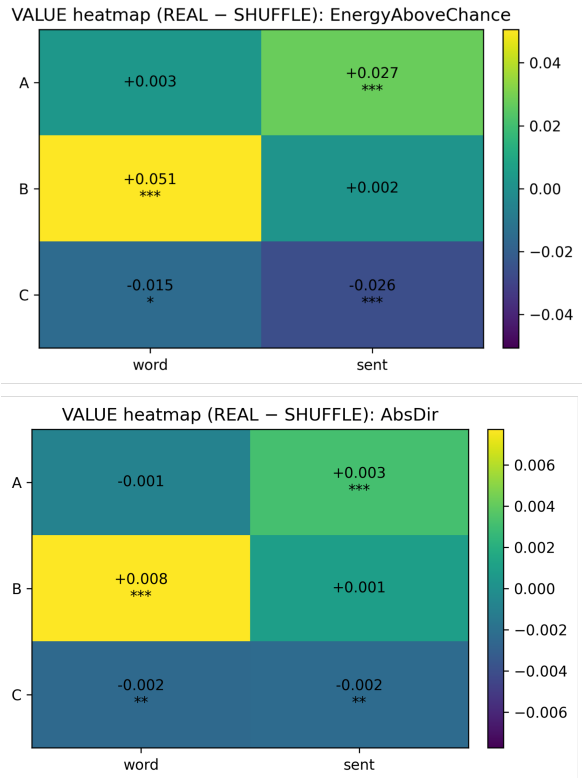 VALUE heatmap (REAL − SHUFFLE): EnergyAboveChance
A
+0.003
+0.027
***
B
+0.051
***
+0.002
C
-0.015
*
-0.026
***
word
sent
0.04
0.02
0.00
−0.02
−0.04
VALUE heatmap (REAL − SHUFFLE): AbsDir
A
-0.001
+0.003
***
B
+0.008
***
+0.001
C
-0.002
**
-0.002
**
word
sent
0.006
0.004
0.002
0.000
−0.002
−0.004
−0.006